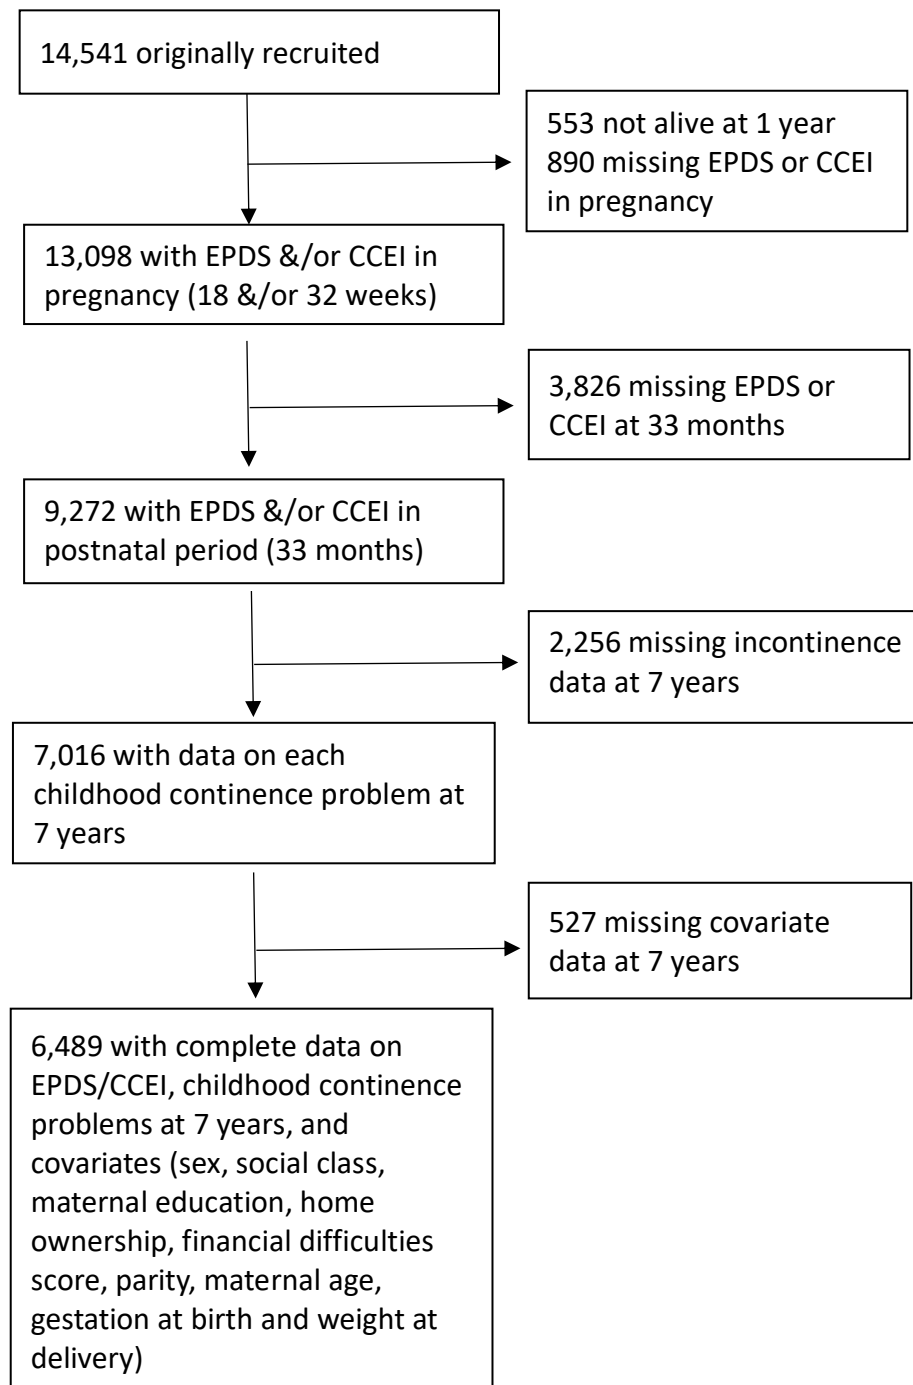 14,541 originally recruited
553 not alive at 1 year
890 missing EPDS or CCEI
in pregnancy
13,098 with EPDS &/or CCEI in
pregnancy (18 &/or 32 weeks)
3,826 missing EPDS or
CCEI at 33 months
9,272 with EPDS &/or CCEI in
postnatal period (33 months)
2,256 missing incontinence
data at 7 years
7,016 with data on each
childhood continence problem at
7 years
527 missing covariate
data at 7 years
6,489 with complete data on
EPDS/CCEI, childhood continence
problems at 7 years, and
covariates (sex, social class,
maternal education, home
ownership, financial difficulties
score, parity, maternal age,
gestation at birth and weight at
delivery)